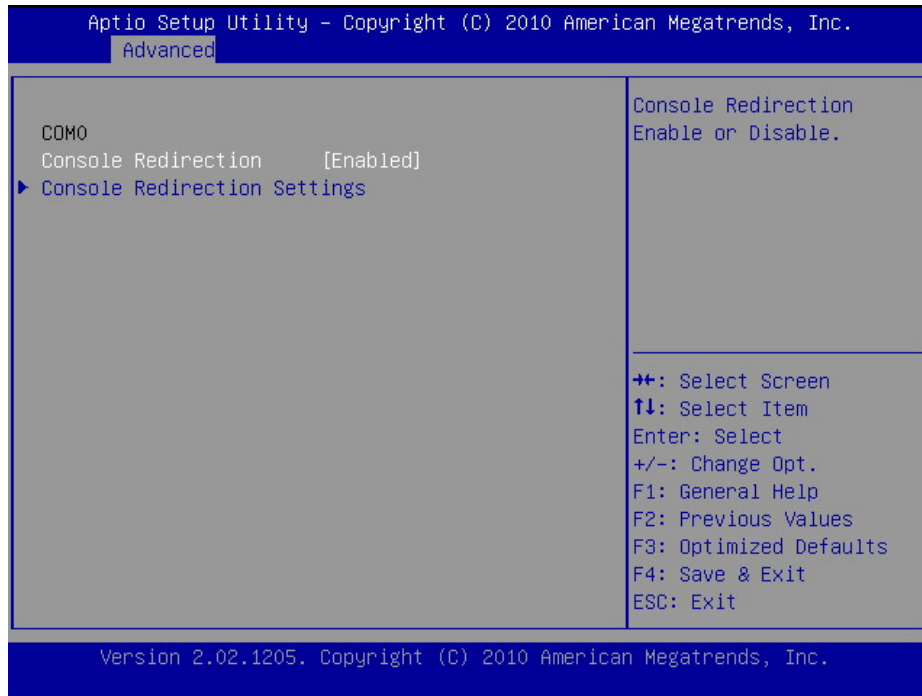 Aptio Setup Utility – Copyright (C) 2010 American Megatrends, Inc.
Advanced
COM0
Console Redirection [Enabled]
▶ Console Redirection Settings
Console Redirection
Enable or Disable.
→←: Select Screen
↑↓: Select Item
Enter: Select
+/-: Change Opt.
F1: General Help
F2: Previous Values
F3: Optimized Defaults
F4: Save & Exit
ESC: Exit
Version 2.02.1205. Copyright (C) 2010 American Megatrends, Inc.